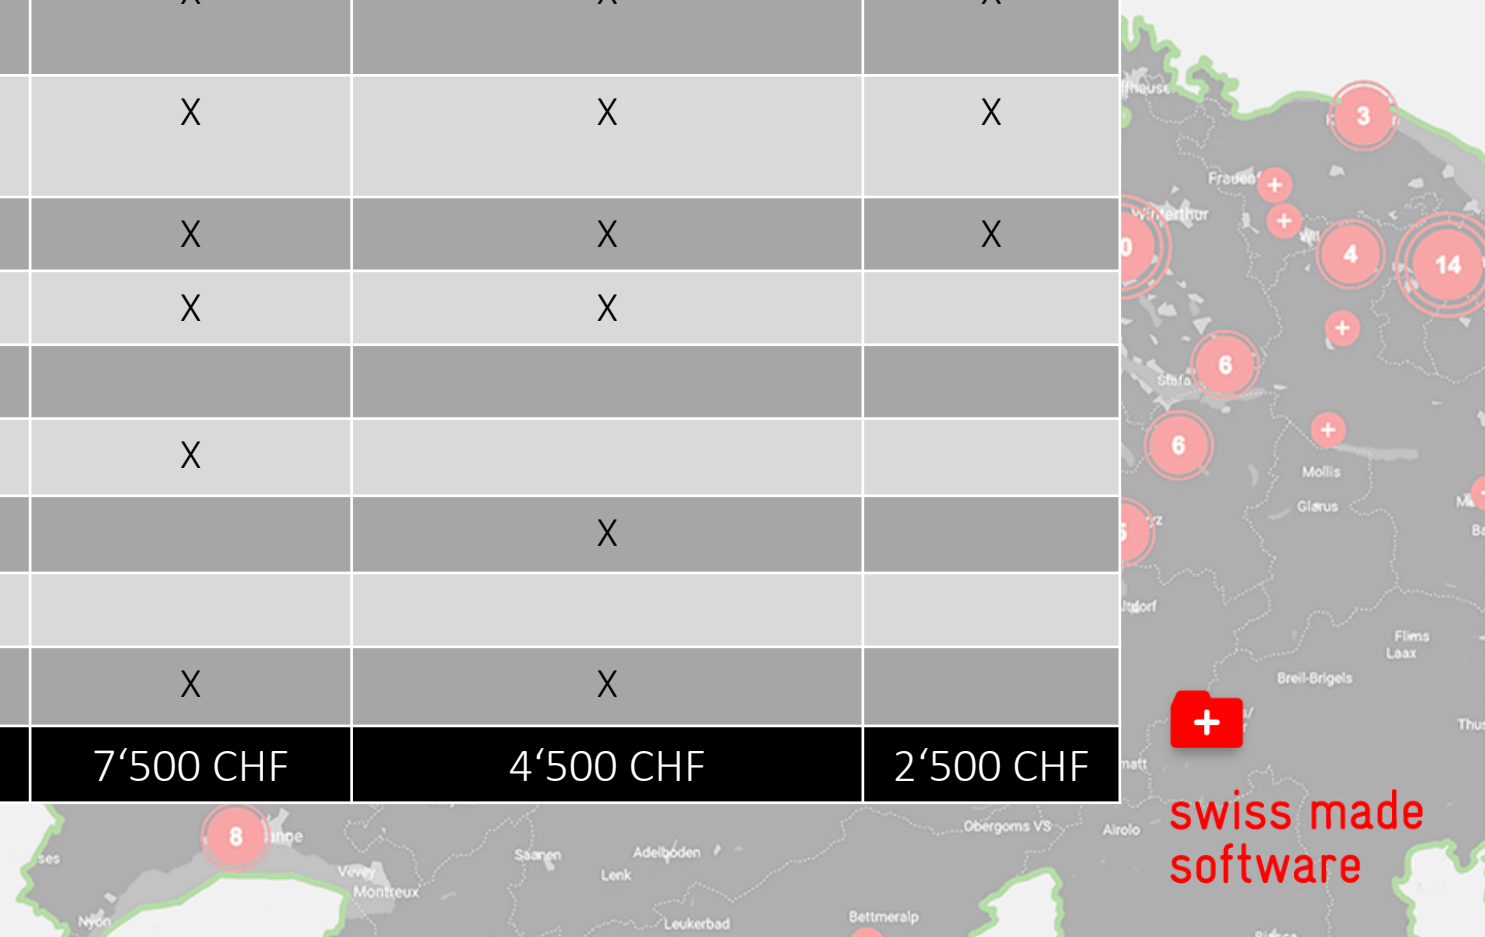 X X X
X X X
X X X
X X
X
X
X X
7‘500 CHF 4‘500 CHF 2‘500 CHF
3
Winterthur
4
14
6
Stäfa
6
Mollis
Glarus
Flims
Laax
Breil-Brigels
swiss made
software
8
Obergoms VS
Airolo
Saanen
Adelboden
Lenk
Vevey
Montreux
Nyon
Leukerbad
Bettmeralp